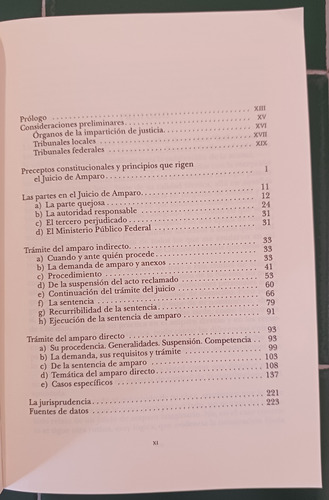 Prólogo . . . . . . . . . . XIII
Consideraciones preliminares. . . . . . . . . . XV
Órganos de la impartición de justicia. . . . . . . . . . XVI
Tribunales locales . . . . . . . . . . XVII
Tribunales federales . . . . . . . . . . XIX
Preceptos constitucionales y principios que rigen
el Juicio de Amparo. . . . . . . . . . 1
Las partes en el Juicio de Amparo. . . . . . . . . . 11
a) La parte quejosa . . . . . . . . . . 12
b) La autoridad responsable . . . . . . . . . . 24
c) El tercero perjudicado . . . . . . . . . . 31
d) El Ministerio Público Federal . . . . . . . . . . 31
Trámite del amparo indirecto. . . . . . . . . . 33
a) Cuando y ante quién procede . . . . . . . . . . 33
b) La demanda de amparo y anexos . . . . . . . . . . 33
c) Procedimiento . . . . . . . . . . 41
d) De la suspensión del acto reclamado . . . . . . . . . . 53
e) Continuación del trámite del juicio . . . . . . . . . . 60
f) La sentencia . . . . . . . . . . 66
g) Recurribilidad de la sentencia . . . . . . . . . . 79
h) Ejecución de la sentencia de amparo . . . . . . . . . . 91
Trámite del amparo directo . . . . . . . . . . 93
a) Su procedencia. Generalidades. Suspensión. Competencia . . 93
b) La demanda, sus requisitos y trámite . . . . . . . . . . 99
c) De la sentencia de amparo . . . . . . . . . . 103
d) Temática del amparo directo . . . . . . . . . . 108
e) Casos específicos . . . . . . . . . . 137
La jurisprudencia . . . . . . . . . . 221
Fuentes de datos . . . . . . . . . . 223
xi